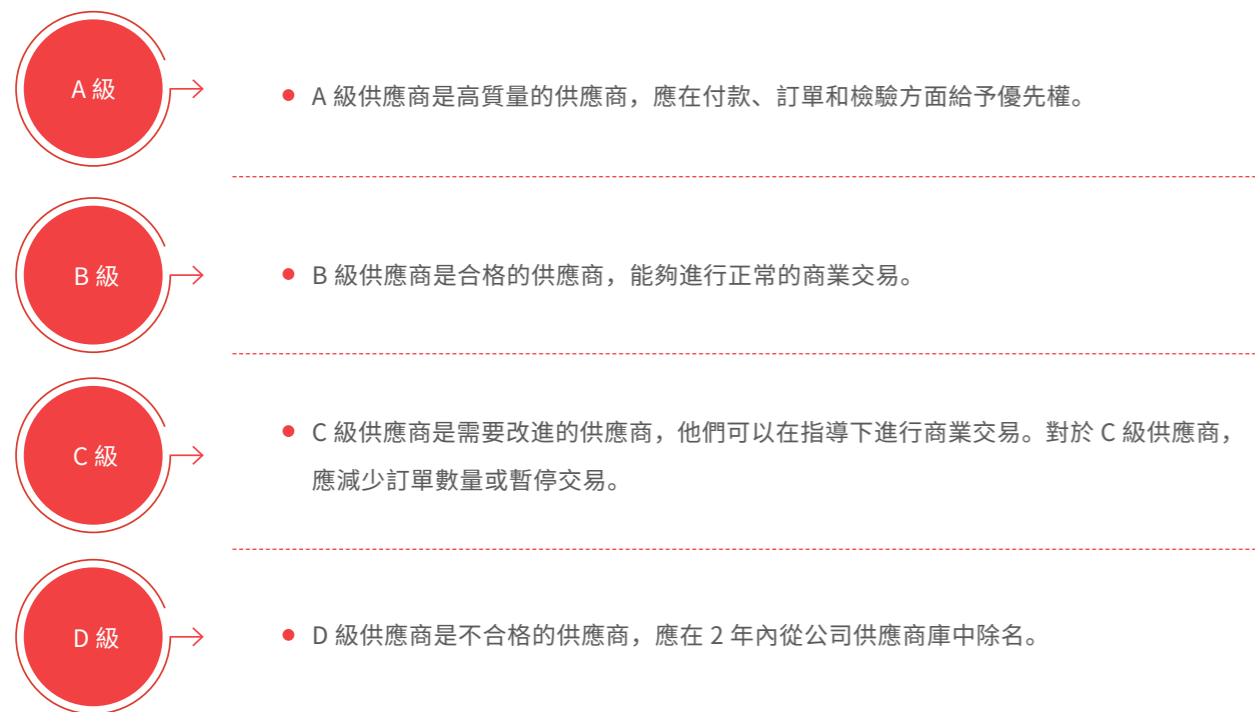 A 級
A 級供應商是高質量的供應商，應在付款、訂單和檢驗方面給予優先權。
B 級
B 級供應商是合格的供應商，能夠進行正常的商業交易。
C 級
C 級供應商是需要改進的供應商，他們可以在指導下進行商業交易。對於 C 級供應商，
應減少訂單數量或暫停交易。
D 級
D 級供應商是不合格的供應商，應在 2 年內從公司供應商庫中除名。